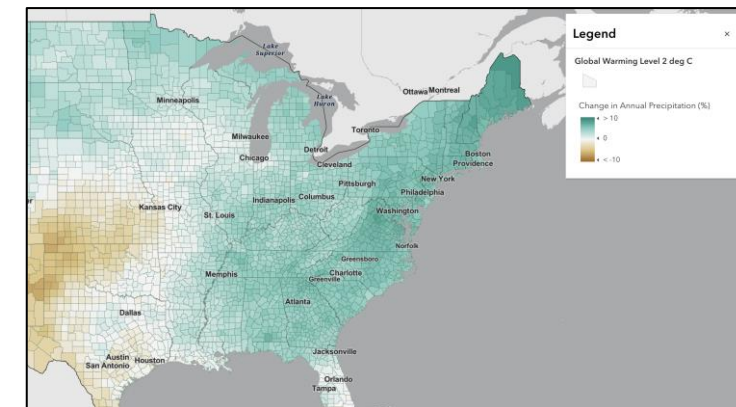 Legend ×
Global Warming Level 2 deg C
Change in Annual Precipitation (%)
> 10
0
< -10
Lake
Superior
Ottawa Montreal
Lake
Huron
Minneapolis
Toronto
Milwaukee
Detroit
Boston
Chicago
Cleveland
Providence
Pittsburgh
New York
Indianapolis Columbus
Philadelphia
Kansas City
St. Louis
Washington
Norfolk
Greensboro
Memphis
Charlotte
Greenville
Atlanta
Dallas
Jacksonville
Austin
Houston
San Antonio
Orlando
Tampa